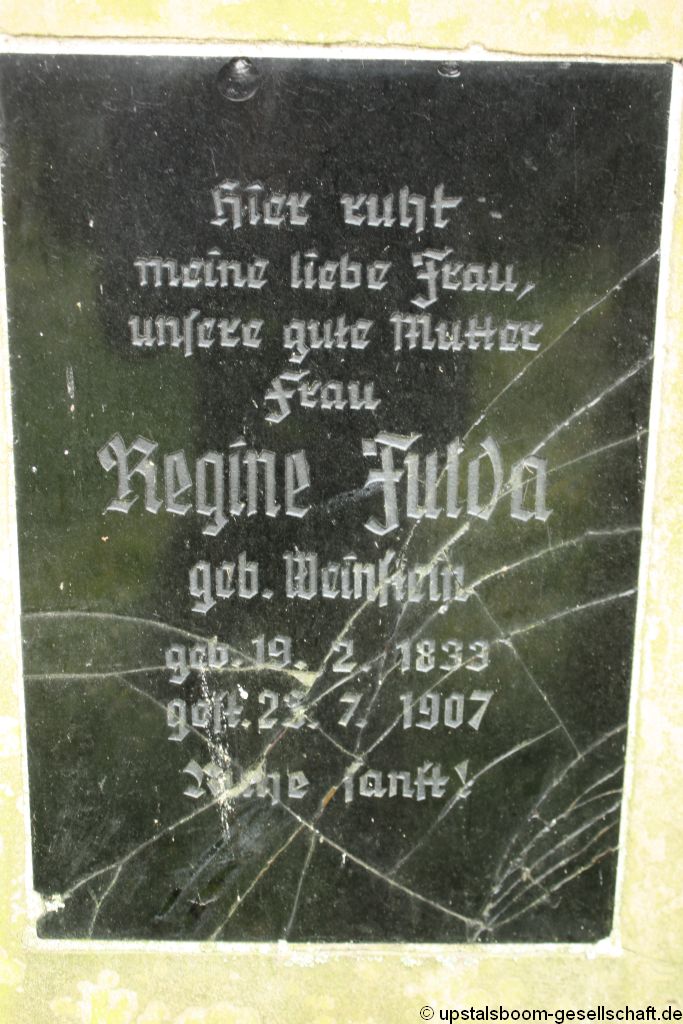 Hier ruht
meine liebe Frau,
unsere gute Mutter
Frau
Regine Fulda
geb. Weinstein
geb. 19. 2. 1833
gest. 7. 1907
Ruhe sanft!
© upstalsboom-gesellschaft.de